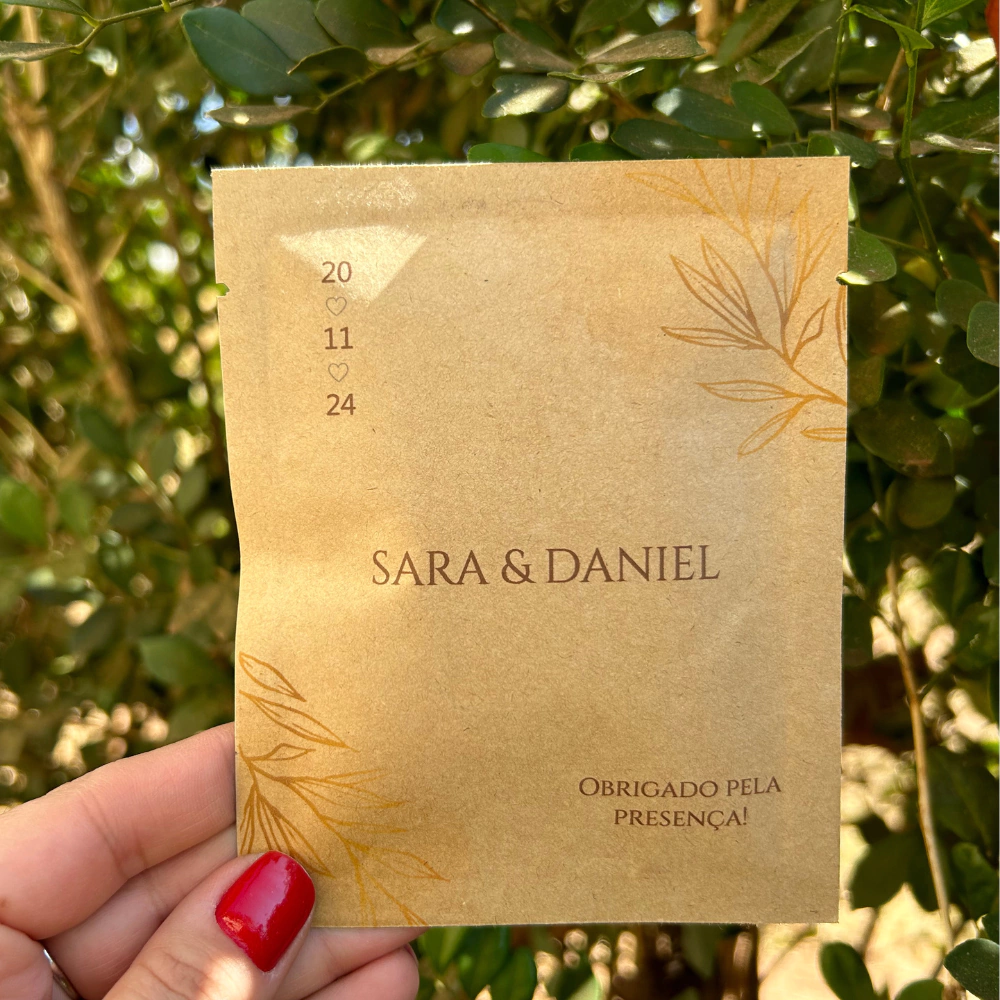 20
11
24
SARA & DANIEL
OBRIGADO PELA
PRESENÇA!